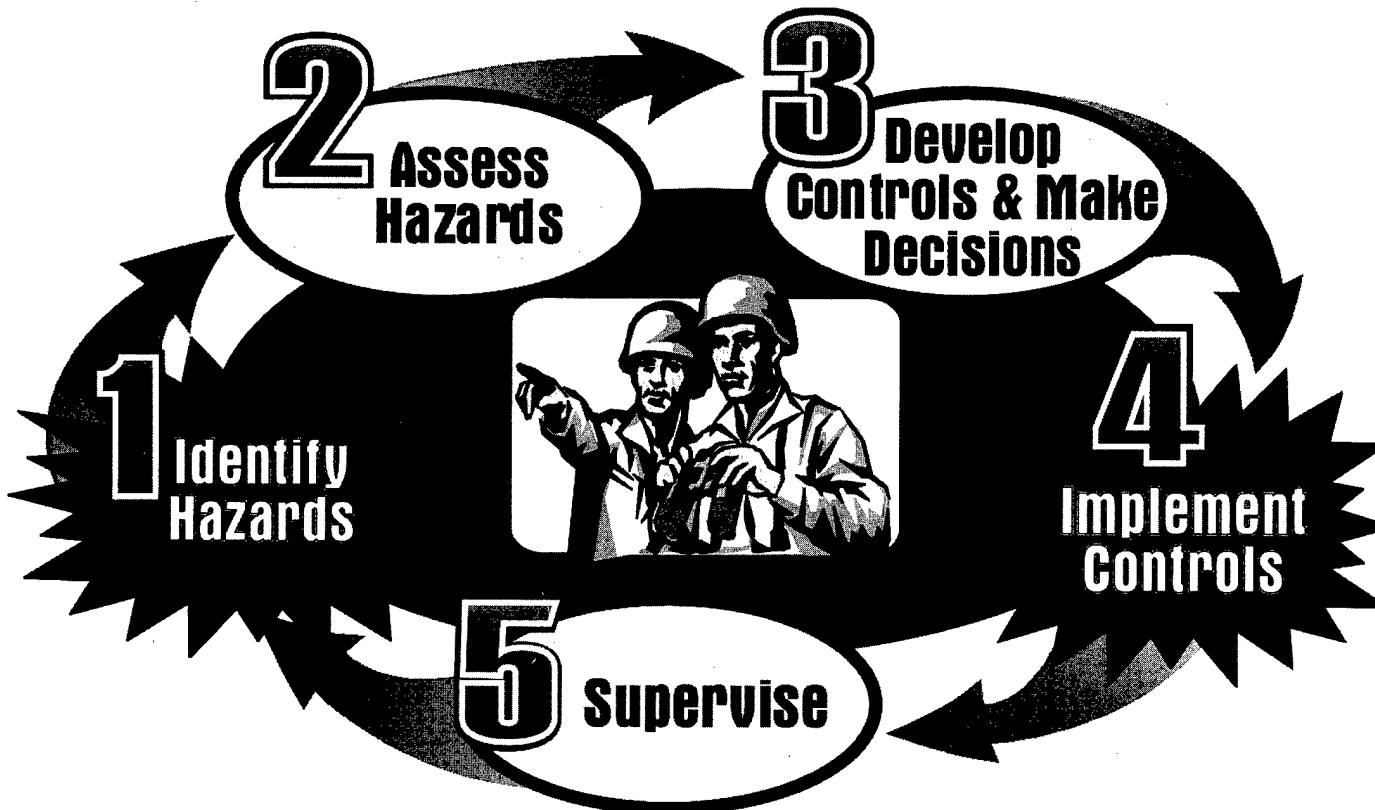 1
Identify
Hazards
2
Assess
Hazards
3
Develop
Controls & Make
Decisions
4
Implement
Controls
5
Supervise